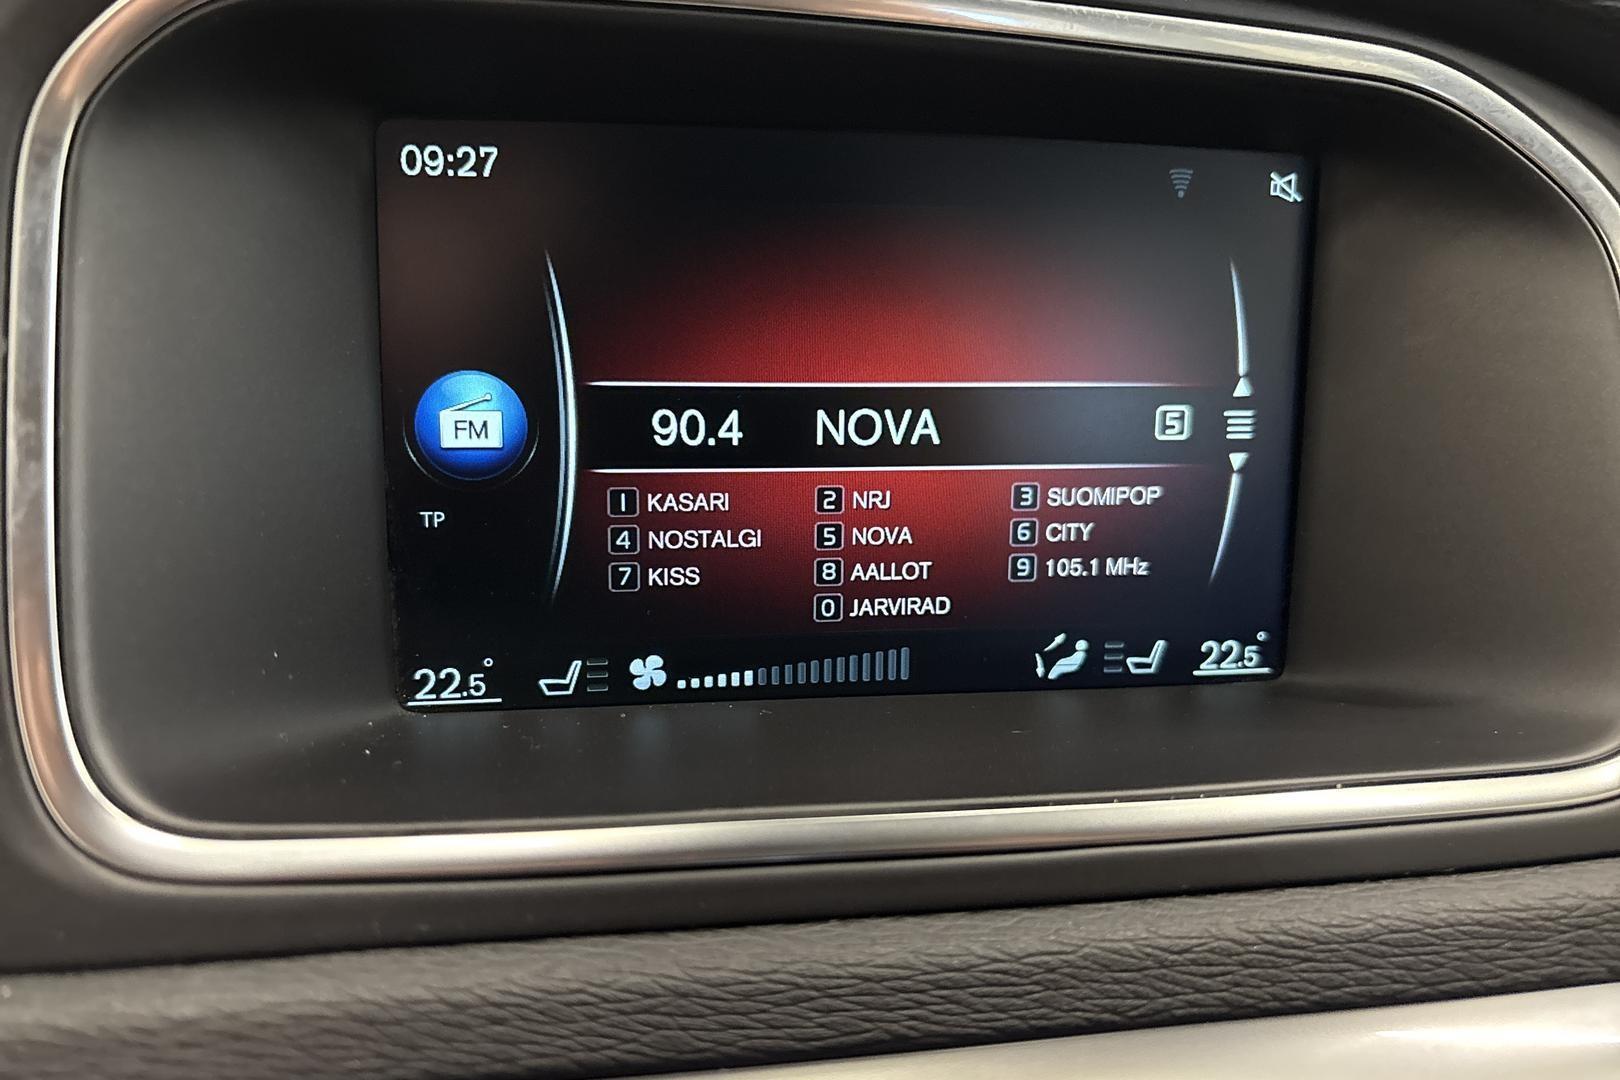 09:27
FM
90.4 NOVA 5
TP
1 KASARI 2 NRJ 3 SUOMIPOP
4 NOSTALGI 5 NOVA 6 CITY
7 KISS 8 AALLOT 9 105.1 MHz
0 JARVIRAD
22.5° 22.5°